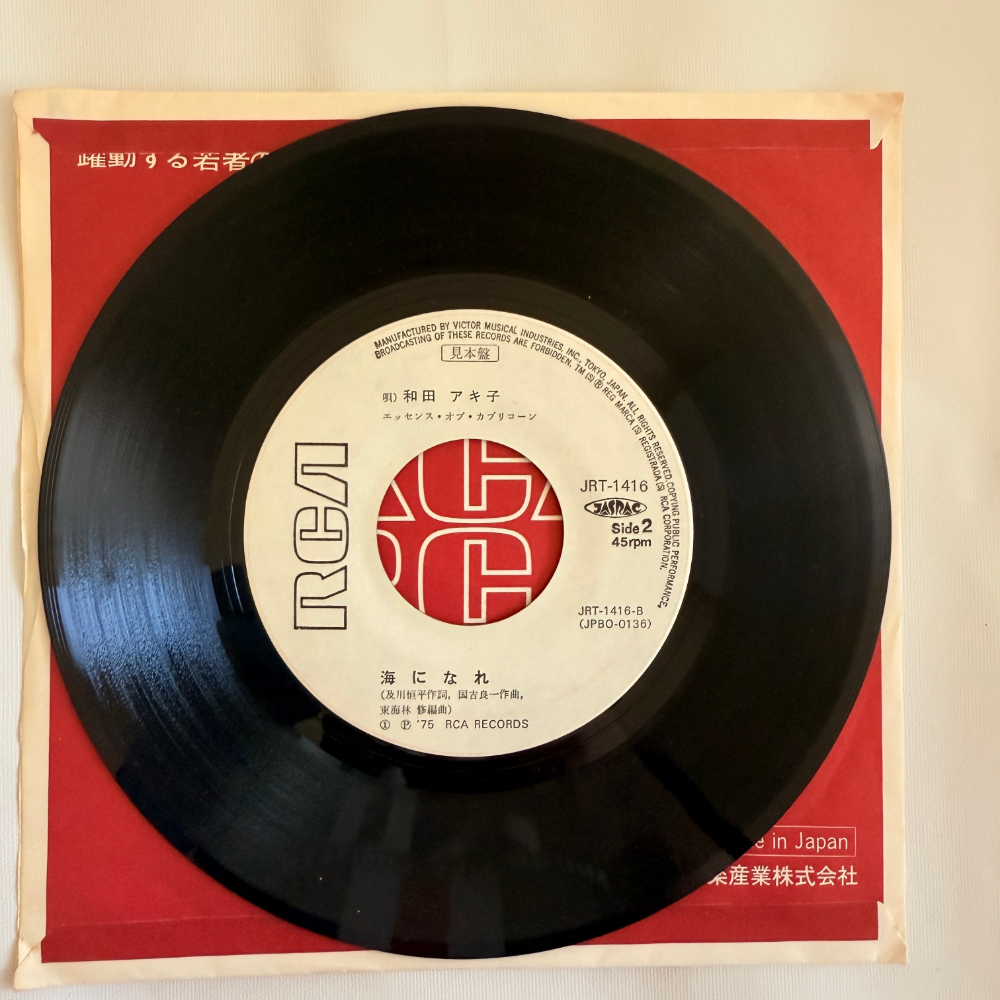 躍動する若者の
MANUFACTURED BY VICTOR MUSICAL INDUSTRIES, INC., TOKYO, JAPAN. ALL RIGHTS RESERVED. COPYING PUBLIC PERFORMANCE,
BROADCASTING OF THESE RECORDS ARE FORBIDDEN. TM(S)® REG MARCA(S) REGISTRADA(S) RCA CORPORATION.
見本盤
唄)和田 アキ子
エッセンス・オブ・カプリコーン
RCA
JRT-1416
JASRAC
Side 2
45rpm
JRT-1416-B
(JPBO-0136)
海になれ
(及川恒平作詞, 国吉良一作曲,
東海林 修編曲)
① Ⓟ '75 RCA RECORDS
e in Japan
産業株式会社